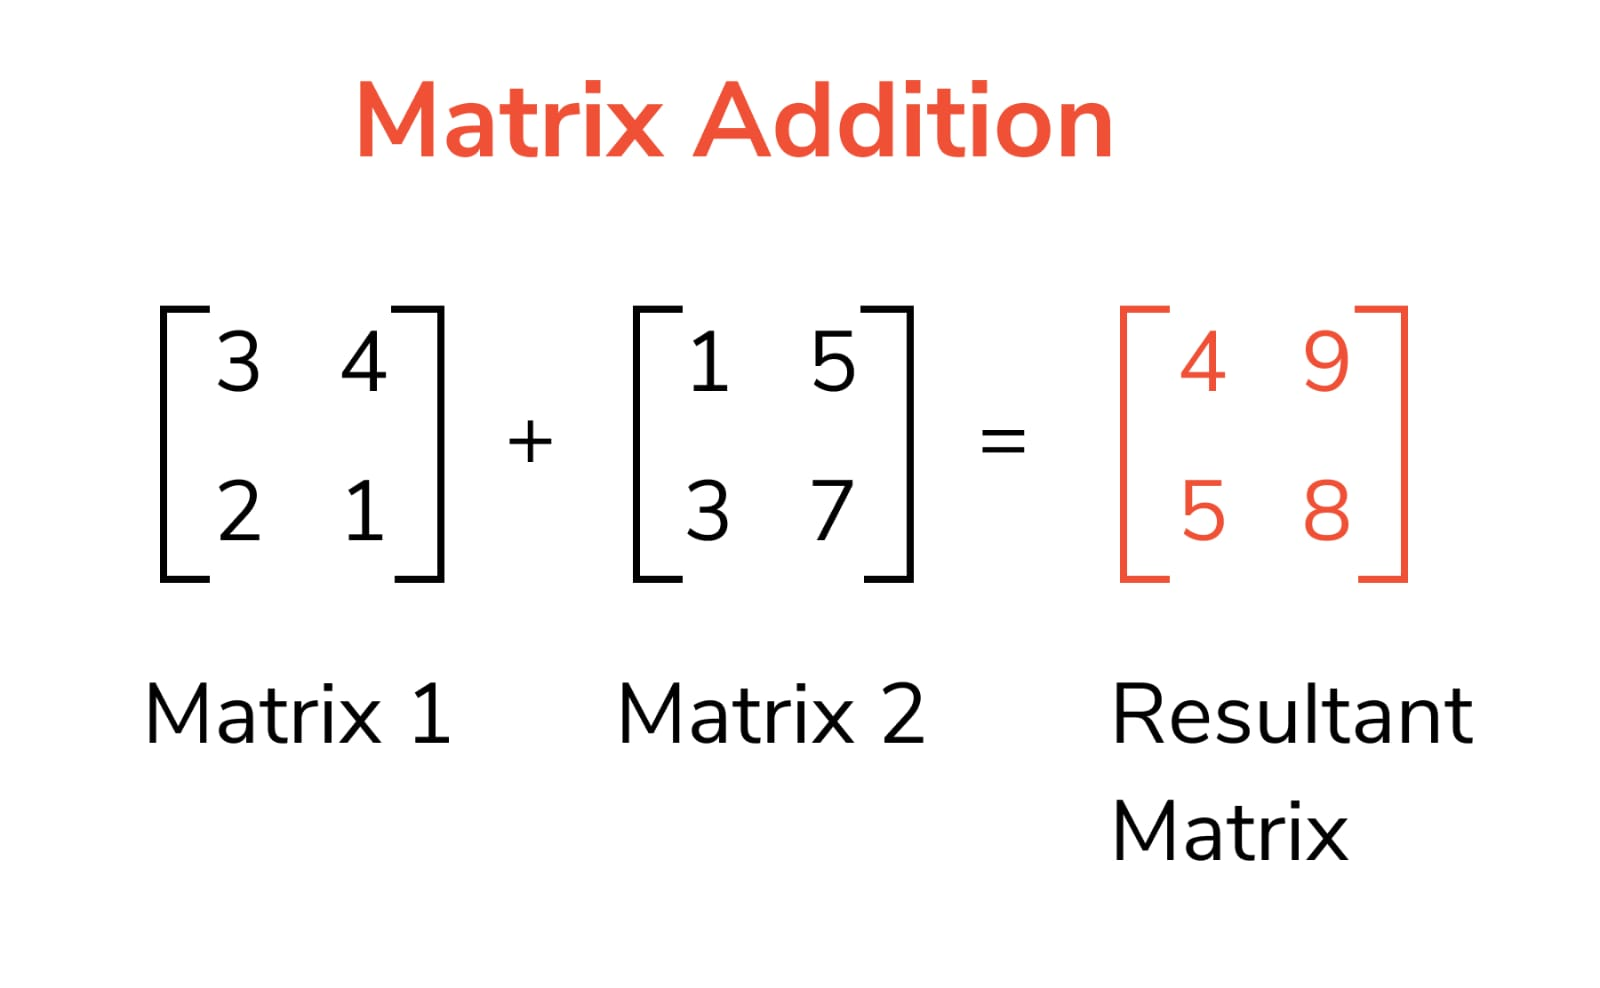 Matrix Addition
3 4 1 5 4 9
+ =
2 1 3 7 5 8
Matrix 1 Matrix 2 Resultant
Matrix